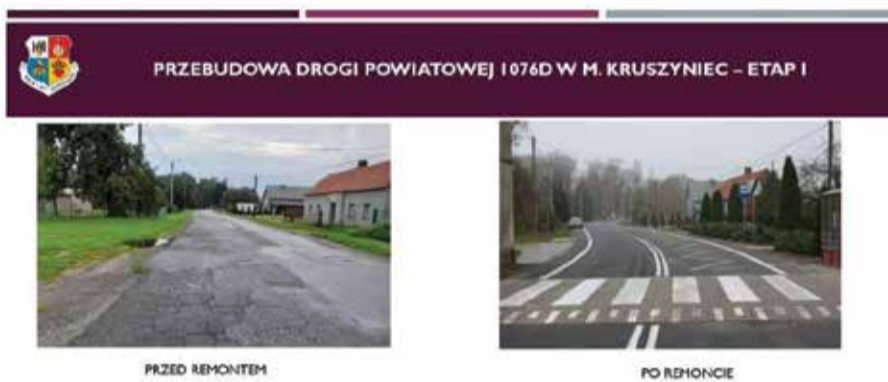 PRZEBUDOWA DROGI POWIATOWEJ 1076D W M. KRUSZYNIEC – ETAP I
PRZED REMONTEM
PO REMONCIE